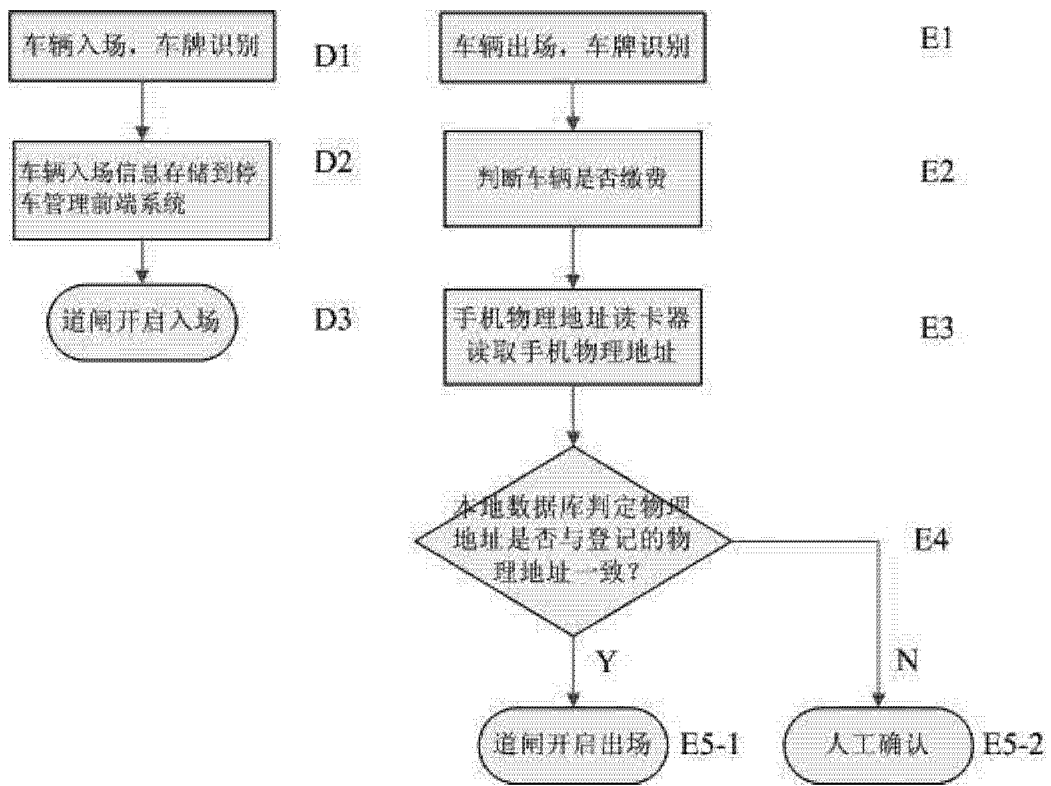 车辆入场，车牌识别
D1
车辆入场信息存储到停
车管理前端系统
D2
道闸开启入场
D3
车辆出场，车牌识别
E1
判断车辆是否缴费
E2
手机物理地址读卡器
读取手机物理地址
E3
本地数据库判定物理
地址是否与登记的物
理地址一致？
E4
Y
N
道闸开启出场
E5-1
人工确认
E5-2